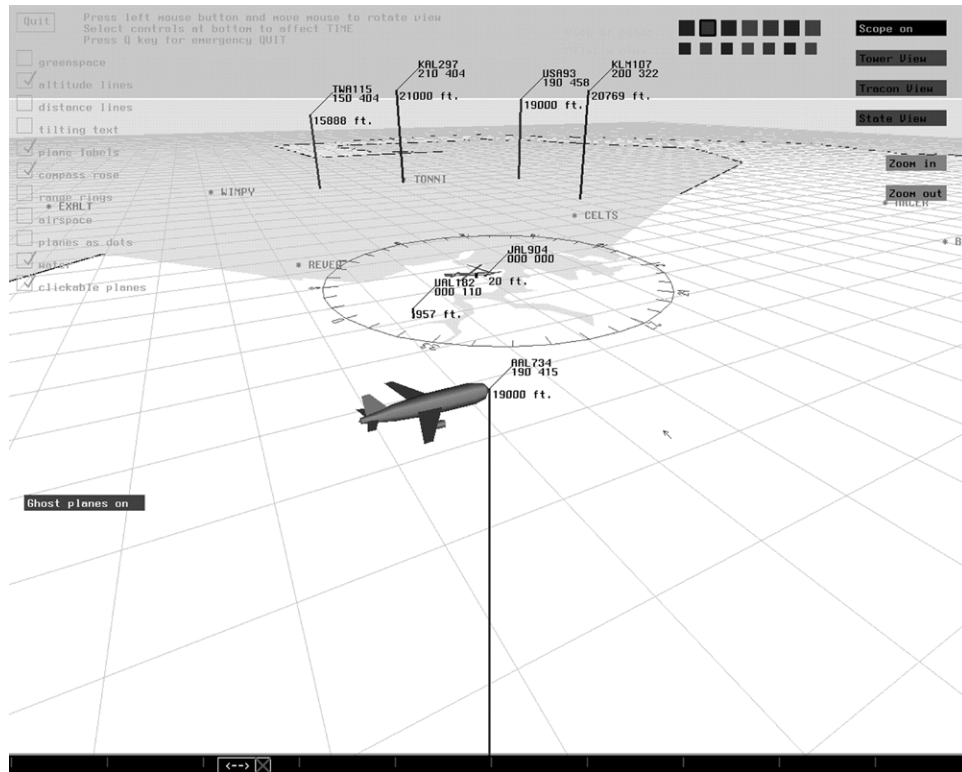 Quit
Press left mouse button and move mouse to rotate view
Select controls at bottom to affect TIME
Press Q key for emergency QUIT
Scope on
Tower View
Tracon View
State View
Zoom in
Zoom out
greenspace
altitude lines
distance lines
tilting text
plane labels
compass rose
range rings
airspace
planes as dots
water
clickable planes
TWA115
150 404
15888 ft.
KAL297
210 404
21000 ft.
USA93
190 458
19000 ft.
KLM107
200 322
20769 ft.
WIMPY
TONNI
EXALT
CELTS
REVER
JAL904
000 000
20 ft.
UAL182
000 110
957 ft.
AAL734
190 415
19000 ft.
Ghost planes on
<-->